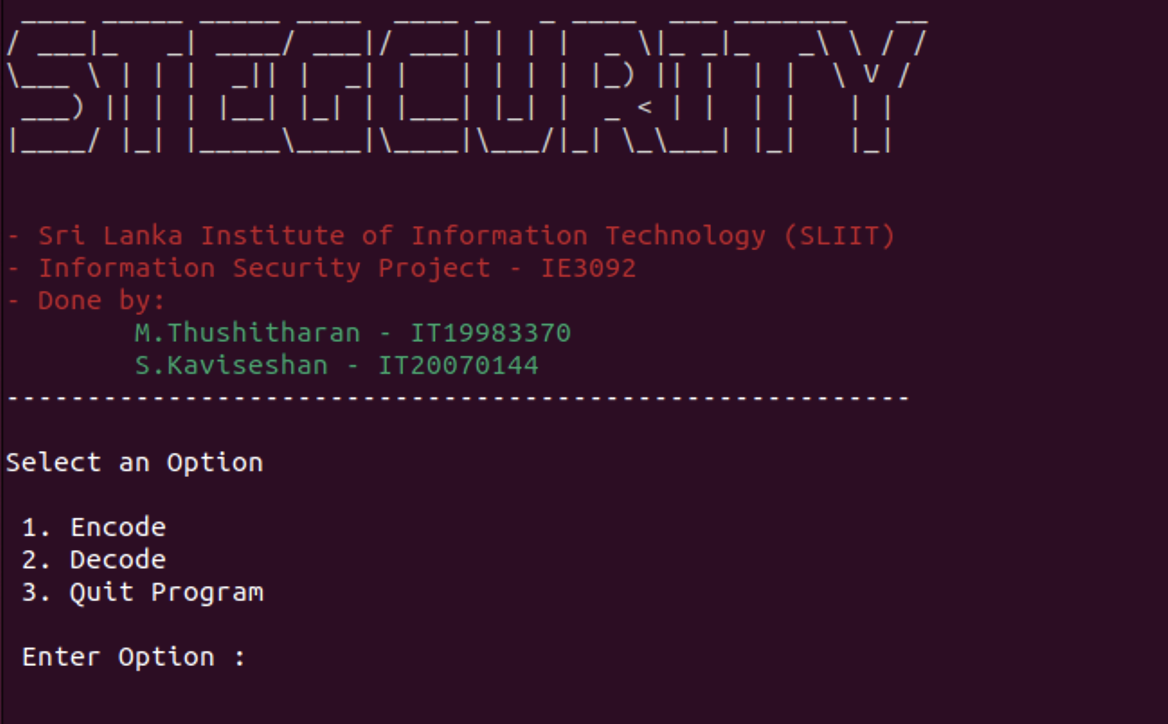 STEGCURITY
- Sri Lanka Institute of Information Technology (SLIIT)
- Information Security Project - IE3092
- Done by:
M.Thushitharan - IT19983370
S.Kaviseshan - IT20070144
--------------------------------------------------------
Select an Option
1. Encode
2. Decode
3. Quit Program
Enter Option :